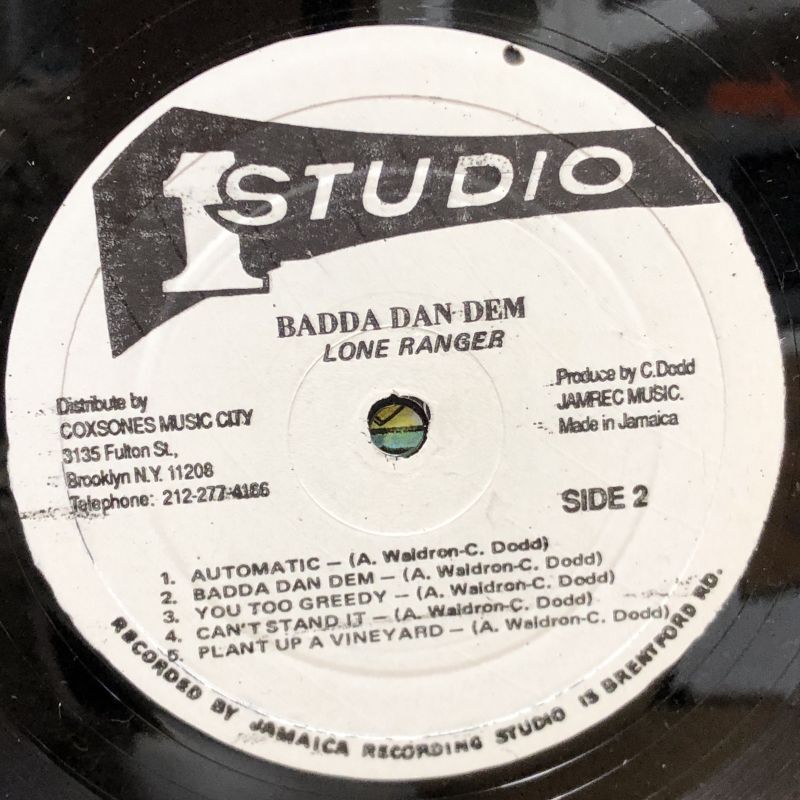 1 STUDIO
BADDA DAN DEM
LONE RANGER
Distribute by
COXSONES MUSIC CITY
3135 Fulton St.,
Brooklyn N.Y. 11208
Telephone: 212-277-4166
Produce by C. Dodd
JAMREC MUSIC.
Made in Jamaica
SIDE 2
1. AUTOMATIC – (A. Waldron-C. Dodd)
2. BADDA DAN DEM – (A. Waldron-C. Dodd)
3. YOU TOO GREEDY – (A. Waldron-C. Dodd)
4. CAN'T STAND IT – (A. Waldron-C. Dodd)
5. PLANT UP A VINEYARD – (A. Waldron-C. Dodd)
RECORDED BY JAMAICA RECORDING STUDIO 13 BRENTFORD RD.